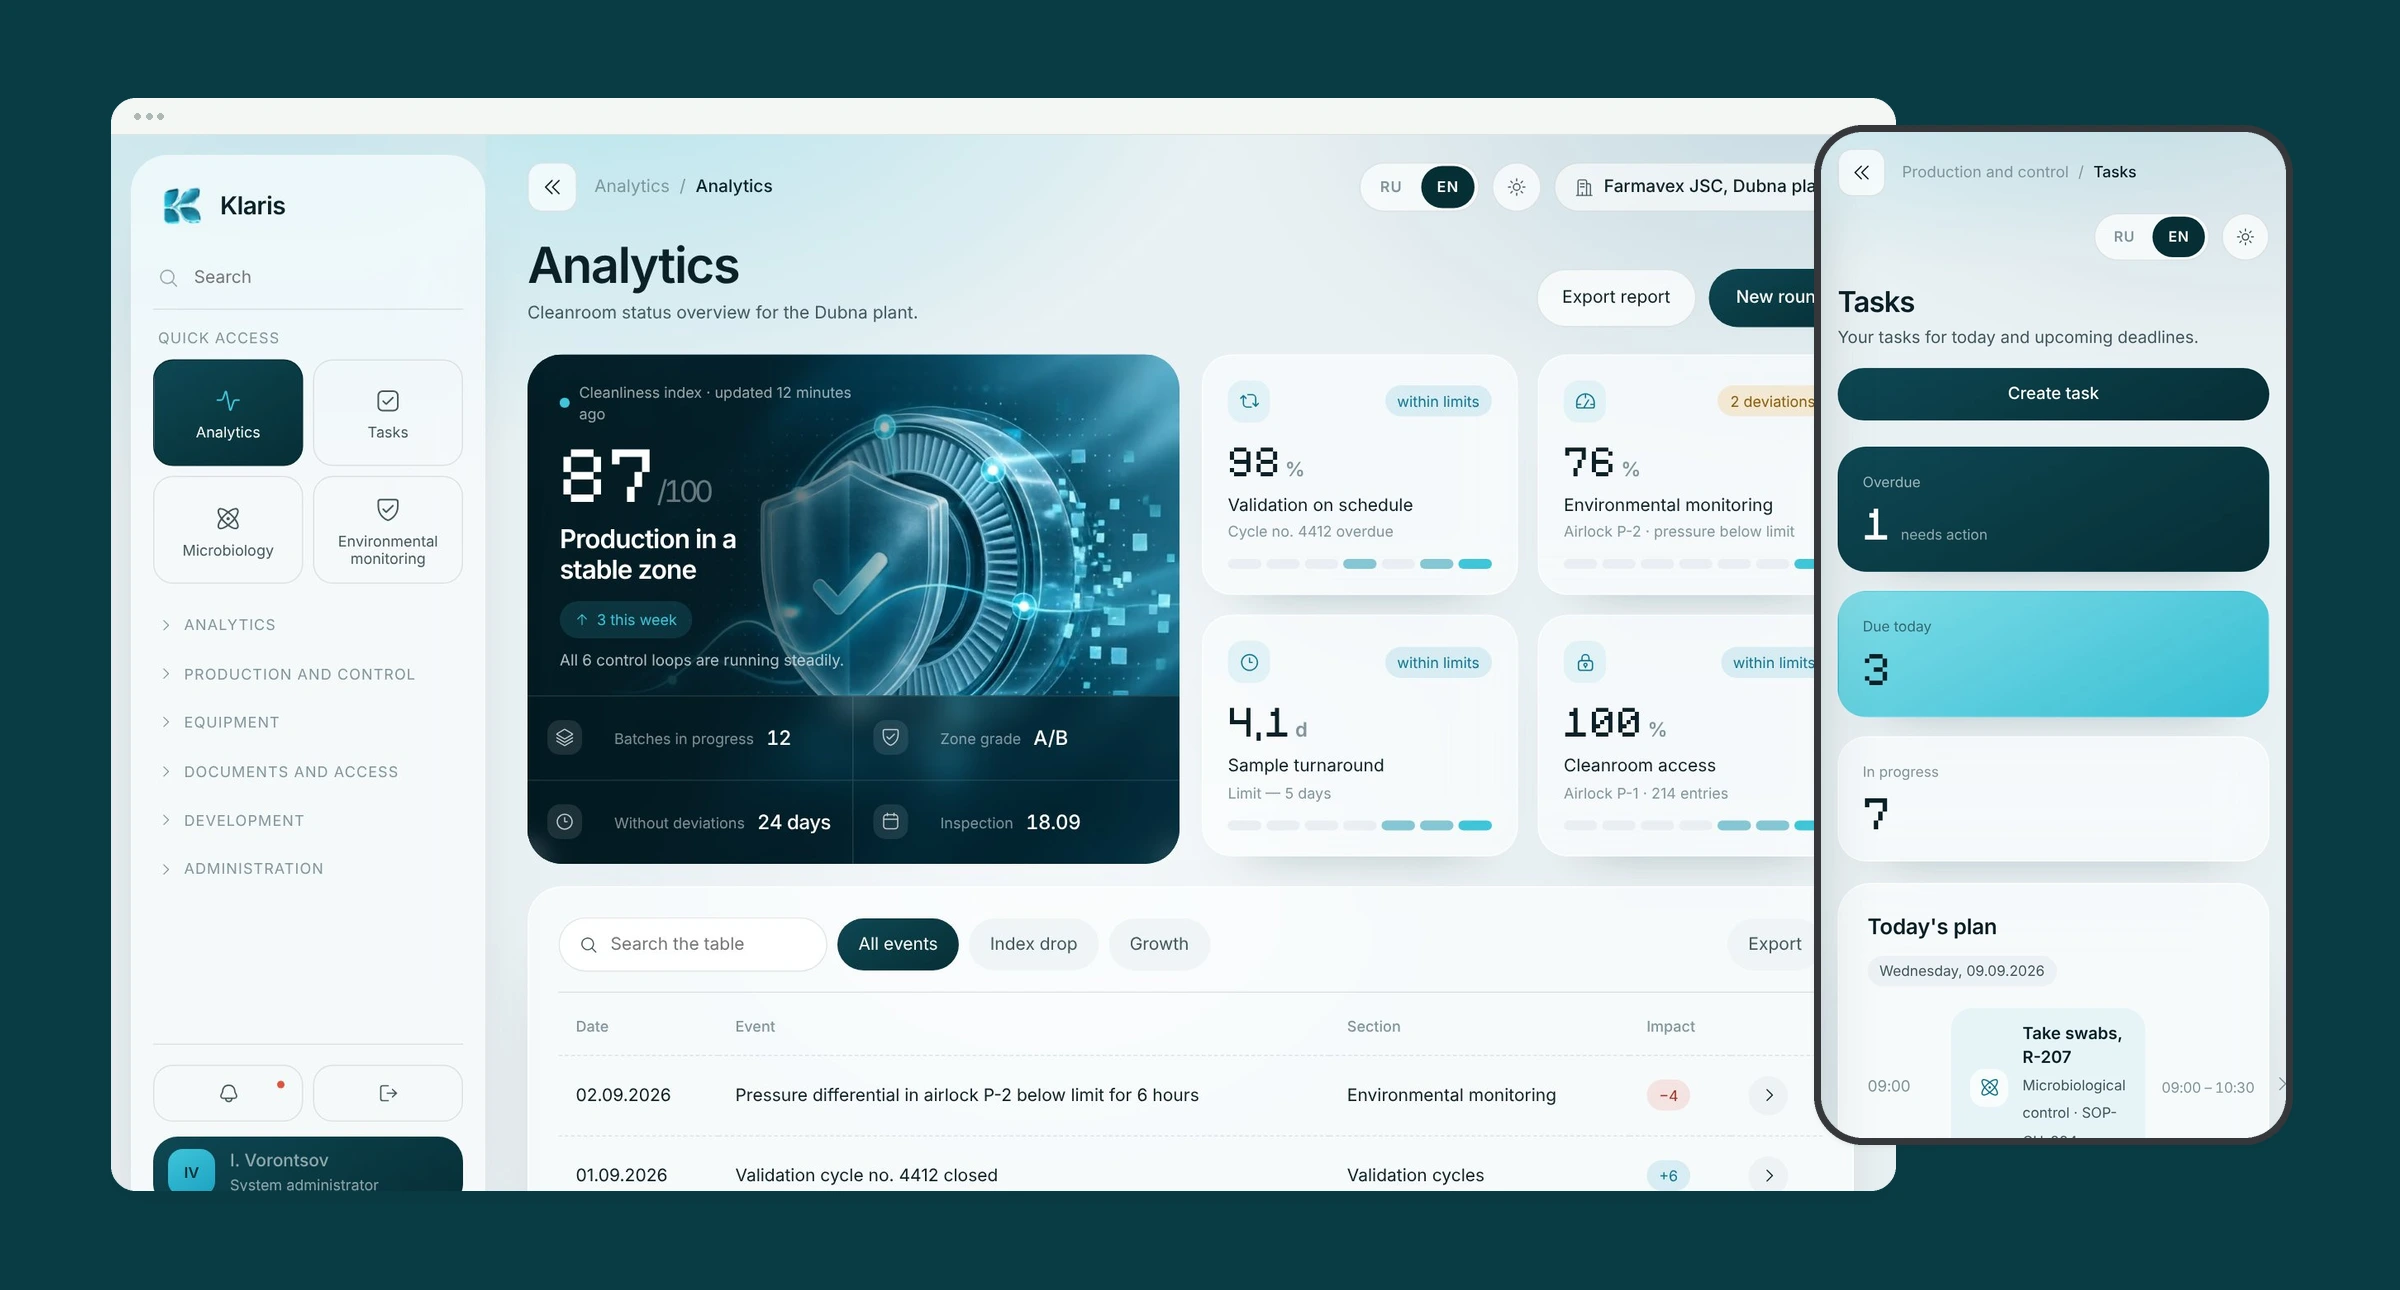 Klaris
Search
QUICK ACCESS
Analytics
Tasks
Microbiology
Environmental
monitoring
ANALYTICS
PRODUCTION AND CONTROL
EQUIPMENT
DOCUMENTS AND ACCESS
DEVELOPMENT
ADMINISTRATION
IV
I. Vorontsov
System administrator
Analytics / Analytics
RU EN
Farmavex JSC, Dubna pla
Analytics
Cleanroom status overview for the Dubna plant.
Export report
New roun
Cleanliness index · updated 12 minutes
ago
87/100
Production in a
stable zone
↑ 3 this week
All 6 control loops are running steadily.
Batches in progress 12
Zone grade A/B
Without deviations 24 days
Inspection 18.09
within limits
98 %
Validation on schedule
Cycle no. 4412 overdue
2 deviations
76 %
Environmental monitoring
Airlock P-2 · pressure below limit
within limits
4,1 d
Sample turnaround
Limit — 5 days
within limits
100 %
Cleanroom access
Airlock P-1 · 214 entries
Search the table
All events
Index drop
Growth
Export
Date Event Section Impact
02.09.2026 Pressure differential in airlock P-2 below limit for 6 hours Environmental monitoring −4
01.09.2026 Validation cycle no. 4412 closed Validation cycles +6
Production and control / Tasks
RU EN
Tasks
Your tasks for today and upcoming deadlines.
Create task
Overdue
1 needs action
Due today
3
In progress
7
Today's plan
Wednesday, 09.09.2026
09:00
Take swabs,
R-207
Microbiological
control · SOP-
09:00 – 10:30